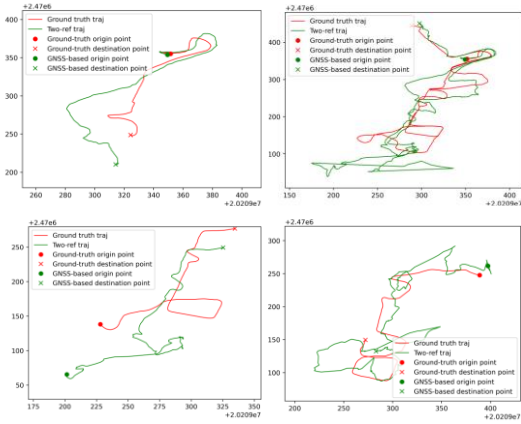 +2.47e6
Ground truth traj
Two-ref traj
Ground-truth origin point
Ground-truth destination point
GNSS-based origin point
GNSS-based destination point
375
350
325
300
275
250
225
200
260 280 300 320 340 360 380 400
+2.0209e7
+2.47e6
Ground truth traj
Two-ref traj
Ground-truth origin point
Ground-truth destination point
GNSS-based origin point
GNSS-based destination point
400
300
200
100
150 200 250 300 350 400
+2.0209e7
+2.47e6
Ground truth traj
Two-ref traj
Ground-truth origin point
Ground-truth destination point
GNSS-based origin point
GNSS-based destination point
250
200
150
100
50
175 200 225 250 275 300 325 350
+2.0209e7
+2.47e6
300
250
200
150
100
50
Ground truth traj
Two-ref traj
Ground-truth origin point
Ground-truth destination point
GNSS-based origin point
GNSS-based destination point
200 250 300 350 400
+2.0209e7